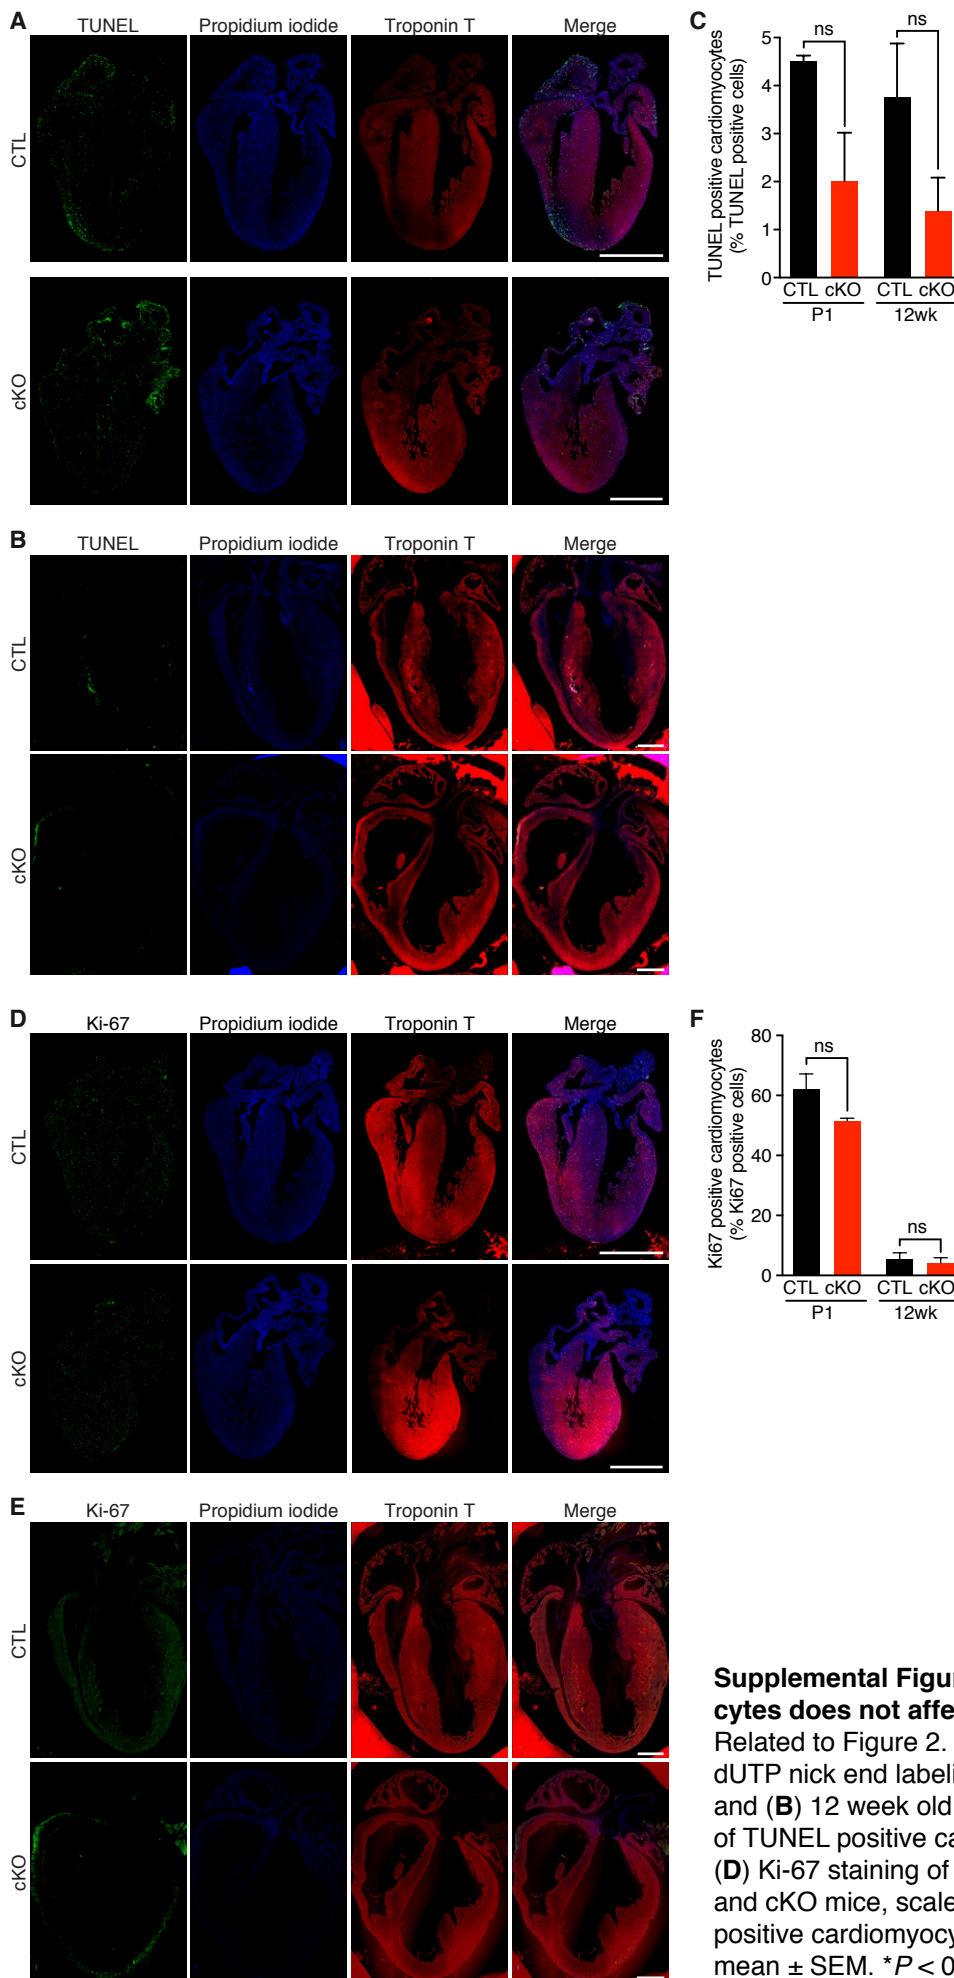 A
TUNEL
Propidium iodide
Troponin T
Merge
CTL
cKO
B
TUNEL
Propidium iodide
Troponin T
Merge
CTL
cKO
C
TUNEL positive cardiomyocytes
(% TUNEL positive cells)
5
4
3
2
1
0
ns
ns
CTL cKO
CTL cKO
P1
12wk
D
Ki-67
Propidium iodide
Troponin T
Merge
CTL
cKO
E
Ki-67
Propidium iodide
Troponin T
Merge
CTL
cKO
F
Ki67 positive cardiomyocytes
(% Ki67 positive cells)
80
60
40
20
0
ns
ns
CTL cKO
CTL cKO
P1
12wk
Supplemental Figur
cytes does not affe
Related to Figure 2.
dUTP nick end labeli
and (B) 12 week old
of TUNEL positive ca
(D) Ki-67 staining of
and cKO mice, scale
positive cardiomyocy
mean ± SEM. *P < 0